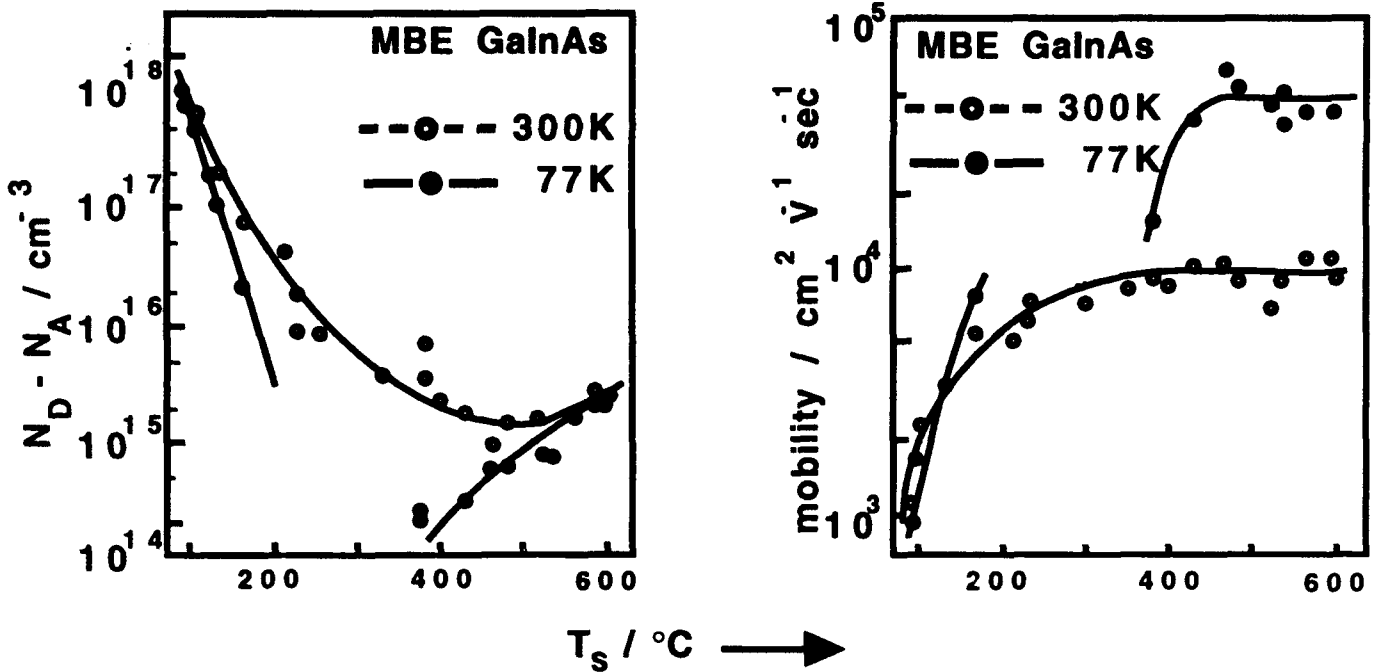 MBE GaInAs
300K
77K
10^18
10^17
10^16
10^15
10^14
N_D - N_A / cm^-3
200 400 600
10^5
MBE GaInAs
300K
77K
10^4
10^3
mobility / cm^2 V^-1 sec^-1
200 400 600
T_s / °C